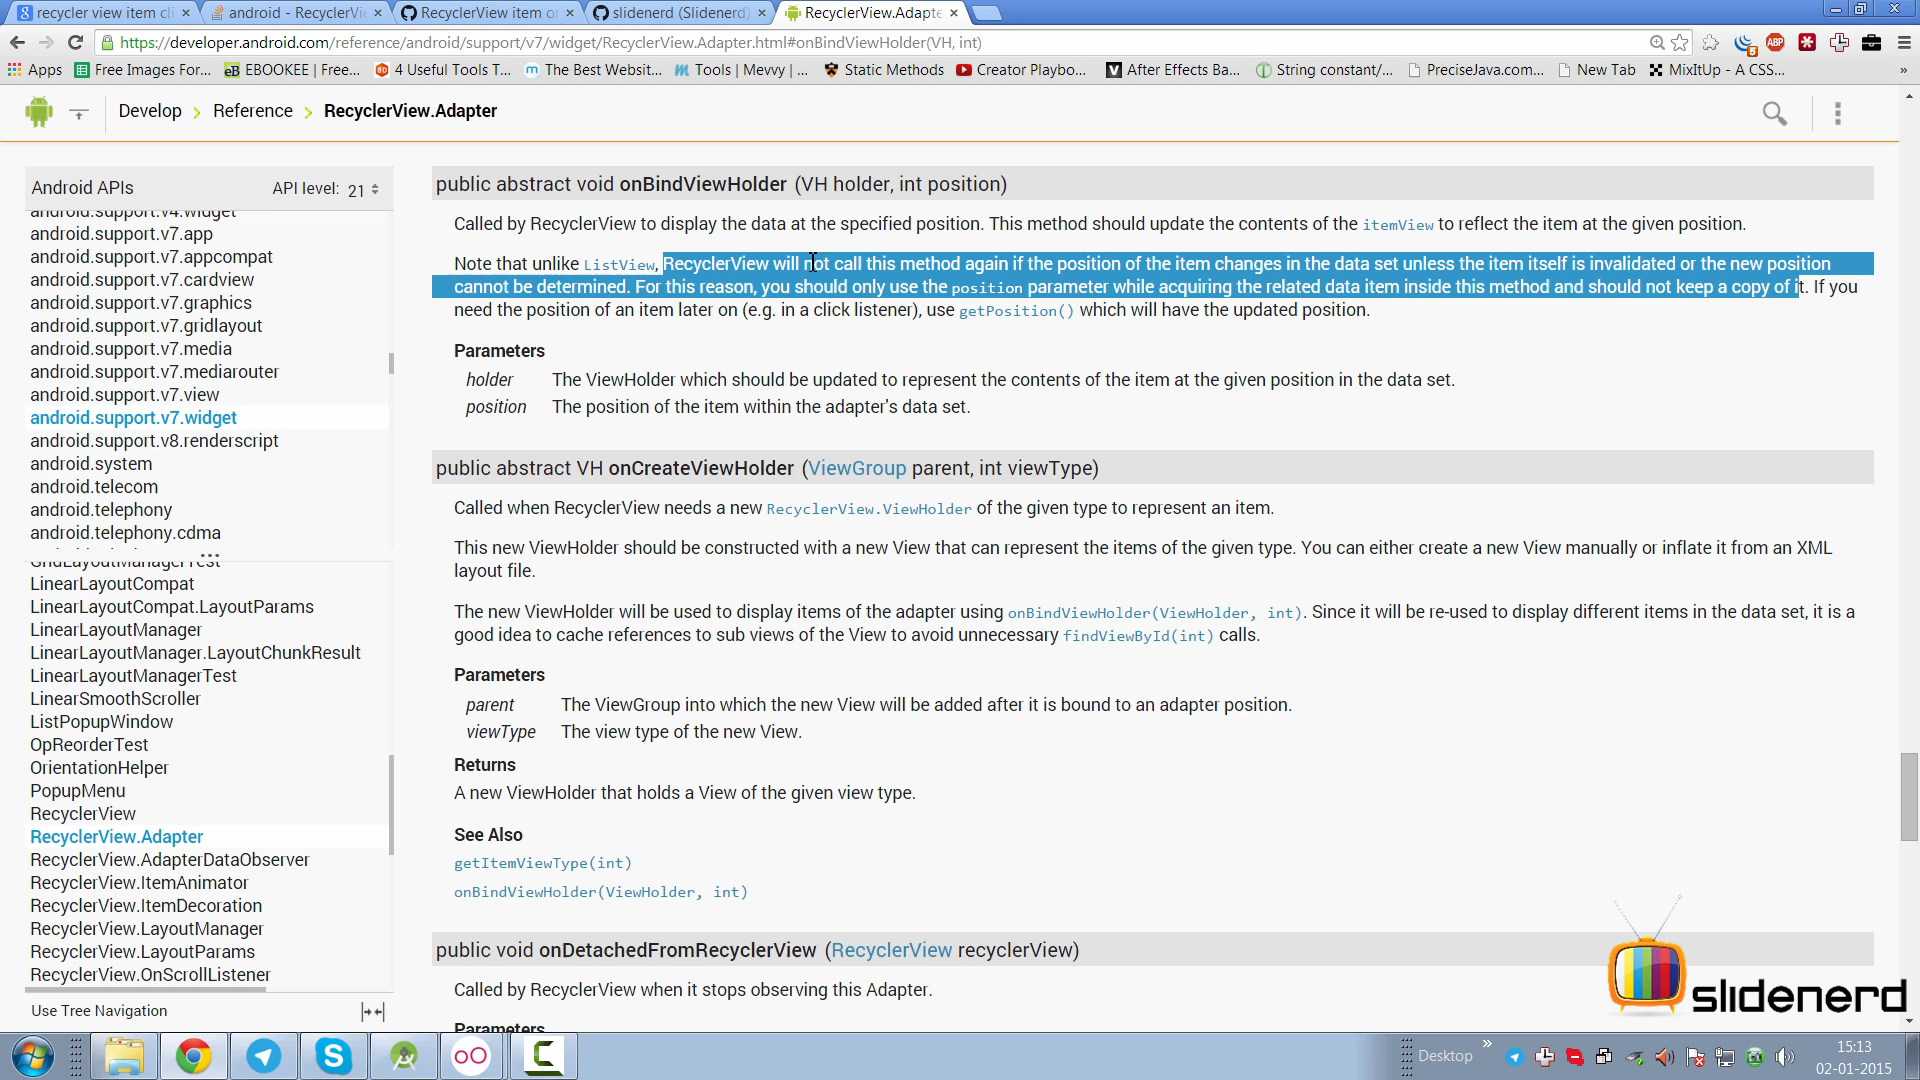 recycler view item cli
android - RecyclerVie
RecyclerView item on
slidenerd (Slidenerd)
RecyclerView.Adapte
https://developer.android.com/reference/android/support/v7/widget/RecyclerView.Adapter.html#onBindViewHolder(VH, int)
Apps
Free Images For...
EBOOKEE | Free...
4 Useful Tools T...
The Best Websit...
Tools | Mevvy | ...
Static Methods
Creator Playbo...
After Effects Ba...
String constant/...
PreciseJava.com...
New Tab
MixItUp - A CSS...
»
Develop
Reference
RecyclerView.Adapter
Android APIs
API level: 21
android.support.v4.widget
android.support.v7.app
android.support.v7.appcompat
android.support.v7.cardview
android.support.v7.graphics
android.support.v7.gridlayout
android.support.v7.media
android.support.v7.mediarouter
android.support.v7.view
android.support.v7.widget
android.support.v8.renderscript
android.system
android.telecom
android.telephony
android.telephony.cdma
GridLayoutManagerTest
LinearLayoutCompat
LinearLayoutCompat.LayoutParams
LinearLayoutManager
LinearLayoutManager.LayoutChunkResult
LinearLayoutManagerTest
LinearSmoothScroller
ListPopupWindow
OpReorderTest
OrientationHelper
PopupMenu
RecyclerView
RecyclerView.Adapter
RecyclerView.AdapterDataObserver
RecyclerView.ItemAnimator
RecyclerView.ItemDecoration
RecyclerView.LayoutManager
RecyclerView.LayoutParams
RecyclerView.OnScrollListener
Use Tree Navigation
public abstract void onBindViewHolder (VH holder, int position)
Called by RecyclerView to display the data at the specified position. This method should update the contents of the itemView to reflect the item at the given position.
Note that unlike ListView, RecyclerView will not call this method again if the position of the item changes in the data set unless the item itself is invalidated or the new position
cannot be determined. For this reason, you should only use the position parameter while acquiring the related data item inside this method and should not keep a copy of it. If you
need the position of an item later on (e.g. in a click listener), use getPosition() which will have the updated position.
Parameters
holder The ViewHolder which should be updated to represent the contents of the item at the given position in the data set.
position The position of the item within the adapter's data set.
public abstract VH onCreateViewHolder (ViewGroup parent, int viewType)
Called when RecyclerView needs a new RecyclerView.ViewHolder of the given type to represent an item.
This new ViewHolder should be constructed with a new View that can represent the items of the given type. You can either create a new View manually or inflate it from an XML
layout file.
The new ViewHolder will be used to display items of the adapter using onBindViewHolder(ViewHolder, int). Since it will be re-used to display different items in the data set, it is a
good idea to cache references to sub views of the View to avoid unnecessary findViewById(int) calls.
Parameters
parent The ViewGroup into which the new View will be added after it is bound to an adapter position.
viewType The view type of the new View.
Returns
A new ViewHolder that holds a View of the given view type.
See Also
getItemViewType(int)
onBindViewHolder(ViewHolder, int)
public void onDetachedFromRecyclerView (RecyclerView recyclerView)
Called by RecyclerView when it stops observing this Adapter.
Parameters
slidenerd
Desktop
»
15:13
02-01-2015